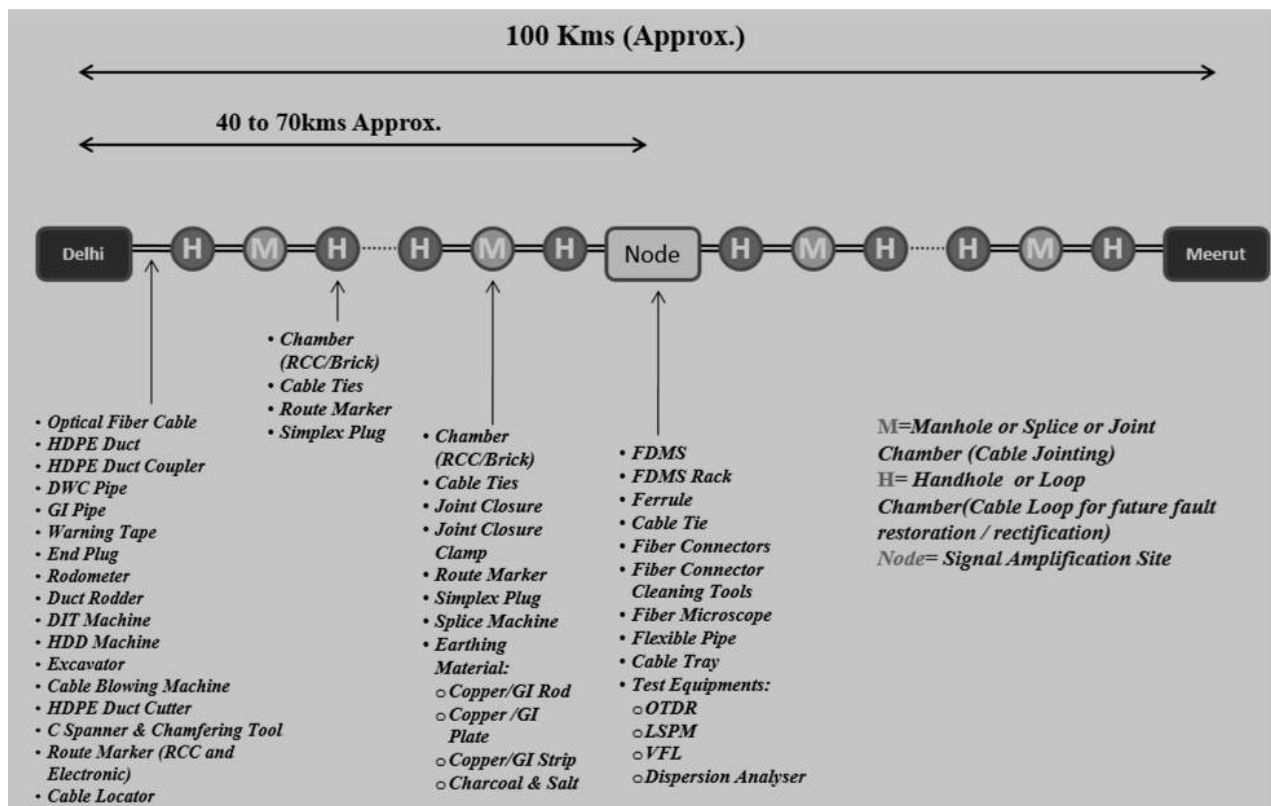 100 Kms (Approx.)
40 to 70kms Approx.
Delhi
H
M
H
H
M
H
Node
H
M
H
H
M
H
Meerut
• Optical Fiber Cable
• HDPE Duct
• HDPE Duct Coupler
• DWC Pipe
• GI Pipe
• Warning Tape
• End Plug
• Rodometer
• Duct Rodder
• DIT Machine
• HDD Machine
• Excavator
• Cable Blowing Machine
• HDPE Duct Cutter
• C Spanner & Chamfering Tool
• Route Marker (RCC and
Electronic)
• Cable Locator
• Chamber
(RCC/Brick)
• Cable Ties
• Route Marker
• Simplex Plug
• Chamber
(RCC/Brick)
• Cable Ties
• Joint Closure
• Joint Closure
Clamp
• Route Marker
• Simplex Plug
• Splice Machine
• Earthing
Material:
o Copper/GI Rod
o Copper /GI
Plate
o Copper/GI Strip
o Charcoal & Salt
• FDMS
• FDMS Rack
• Ferrule
• Cable Tie
• Fiber Connectors
• Fiber Connector
Cleaning Tools
• Fiber Microscope
• Flexible Pipe
• Cable Tray
• Test Equipments:
o OTDR
o LSPM
o VFL
o Dispersion Analyser
M=Manhole or Splice or Joint
Chamber (Cable Jointing)
H= Handhole or Loop
Chamber(Cable Loop for future fault
restoration / rectification)
Node= Signal Amplification Site